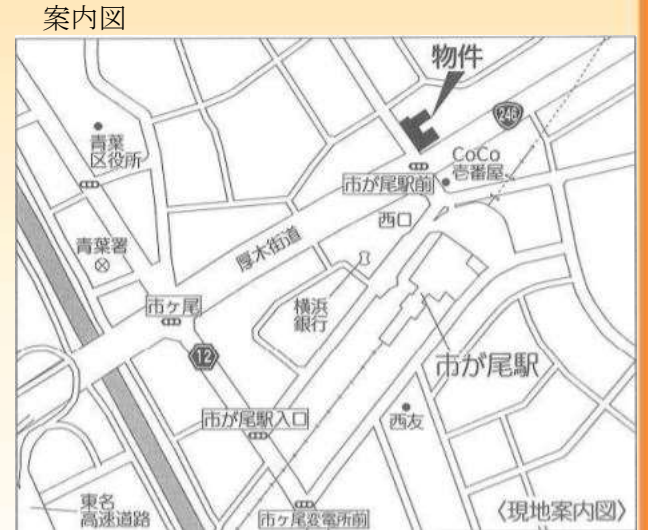 案内図
物件
246
青葉
区役所
CoCo
壱番屋
市が尾駅前
西口
厚木街道
青葉署
市ヶ尾
横浜
銀行
12
市が尾駅
市が尾駅入口
西友
東名
高速道路
市ヶ尾変電所前
〈現地案内図〉